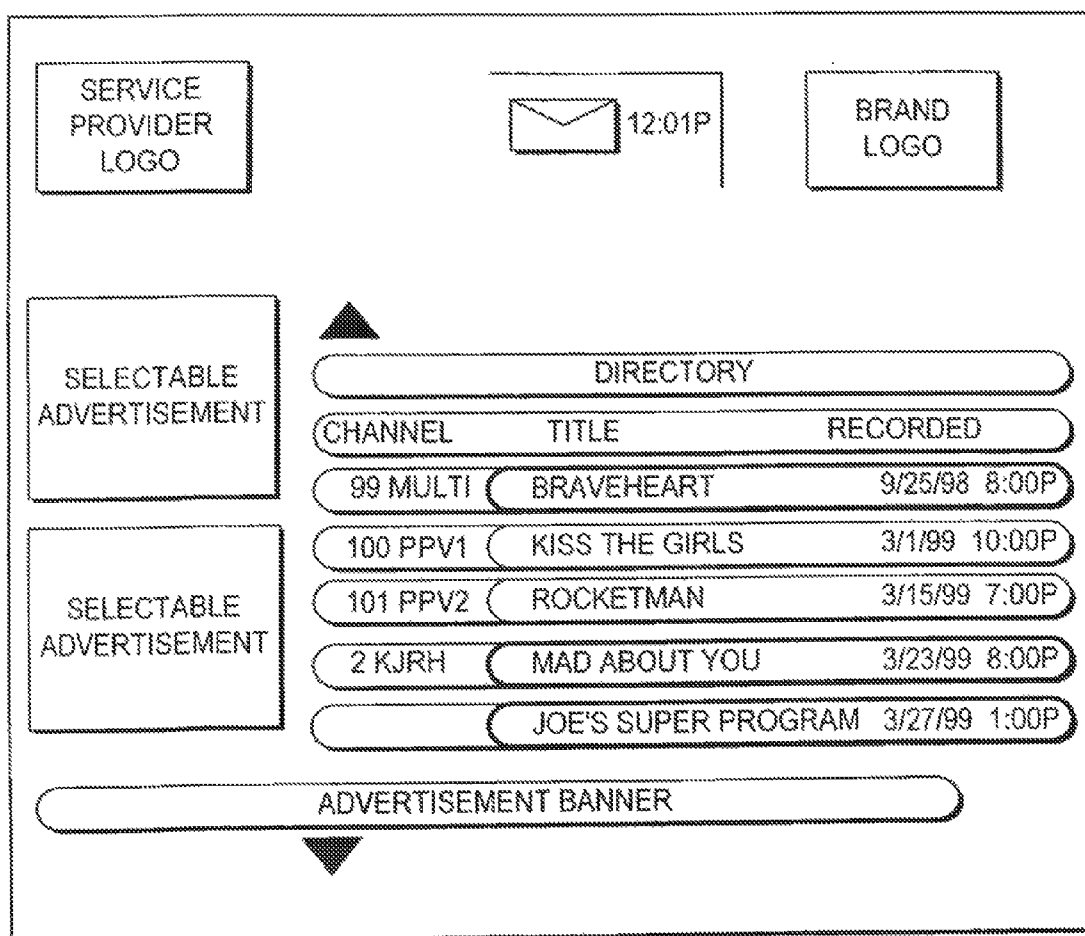 SERVICE
PROVIDER
LOGO
12:01P
BRAND
LOGO
SELECTABLE
ADVERTISEMENT
DIRECTORY
CHANNEL TITLE RECORDED
99 MULTI BRAVEHEART 9/25/98 8:00P
100 PPV1 KISS THE GIRLS 3/1/99 10:00P
101 PPV2 ROCKETMAN 3/15/99 7:00P
2 KJRH MAD ABOUT YOU 3/23/99 8:00P
JOE'S SUPER PROGRAM 3/27/99 1:00P
SELECTABLE
ADVERTISEMENT
ADVERTISEMENT BANNER